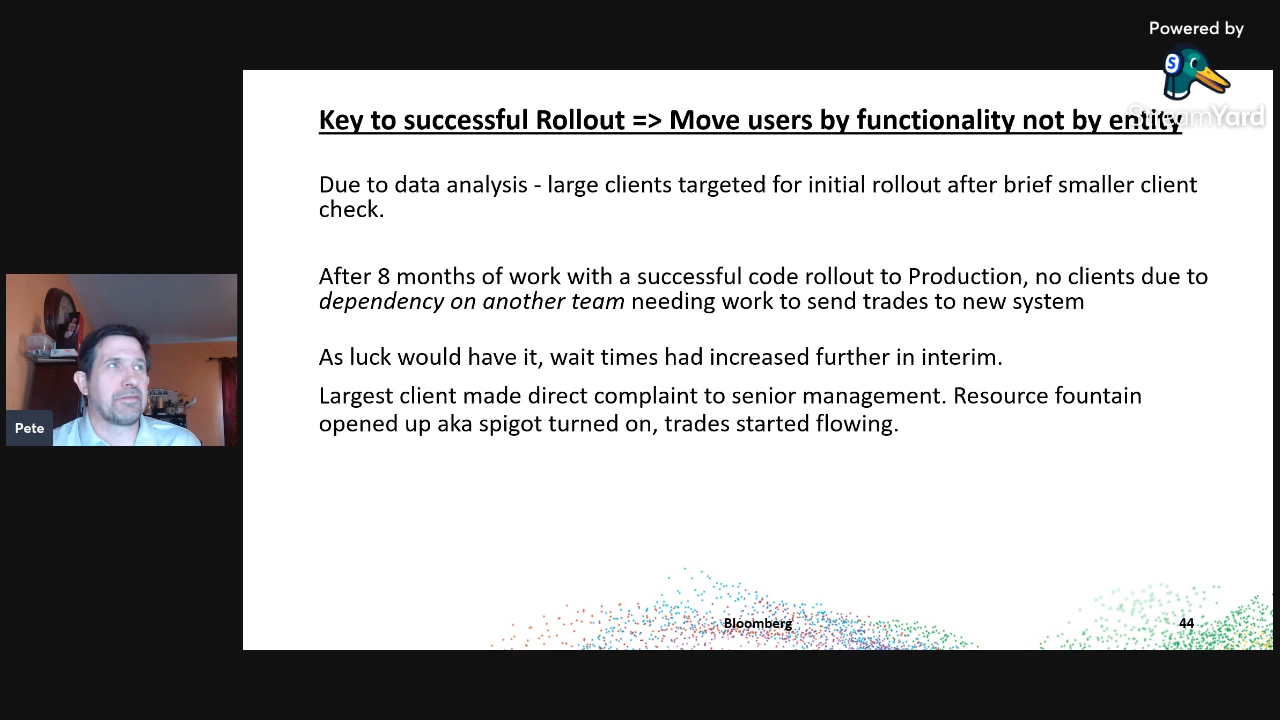 Powered by
S
StreamYard
Key to successful Rollout => Move users by functionality not by entity
Due to data analysis - large clients targeted for initial rollout after brief smaller client
check.
After 8 months of work with a successful code rollout to Production, no clients due to
dependency on another team needing work to send trades to new system
As luck would have it, wait times had increased further in interim.
Largest client made direct complaint to senior management. Resource fountain
opened up aka spigot turned on, trades started flowing.
Pete
Bloomberg
44